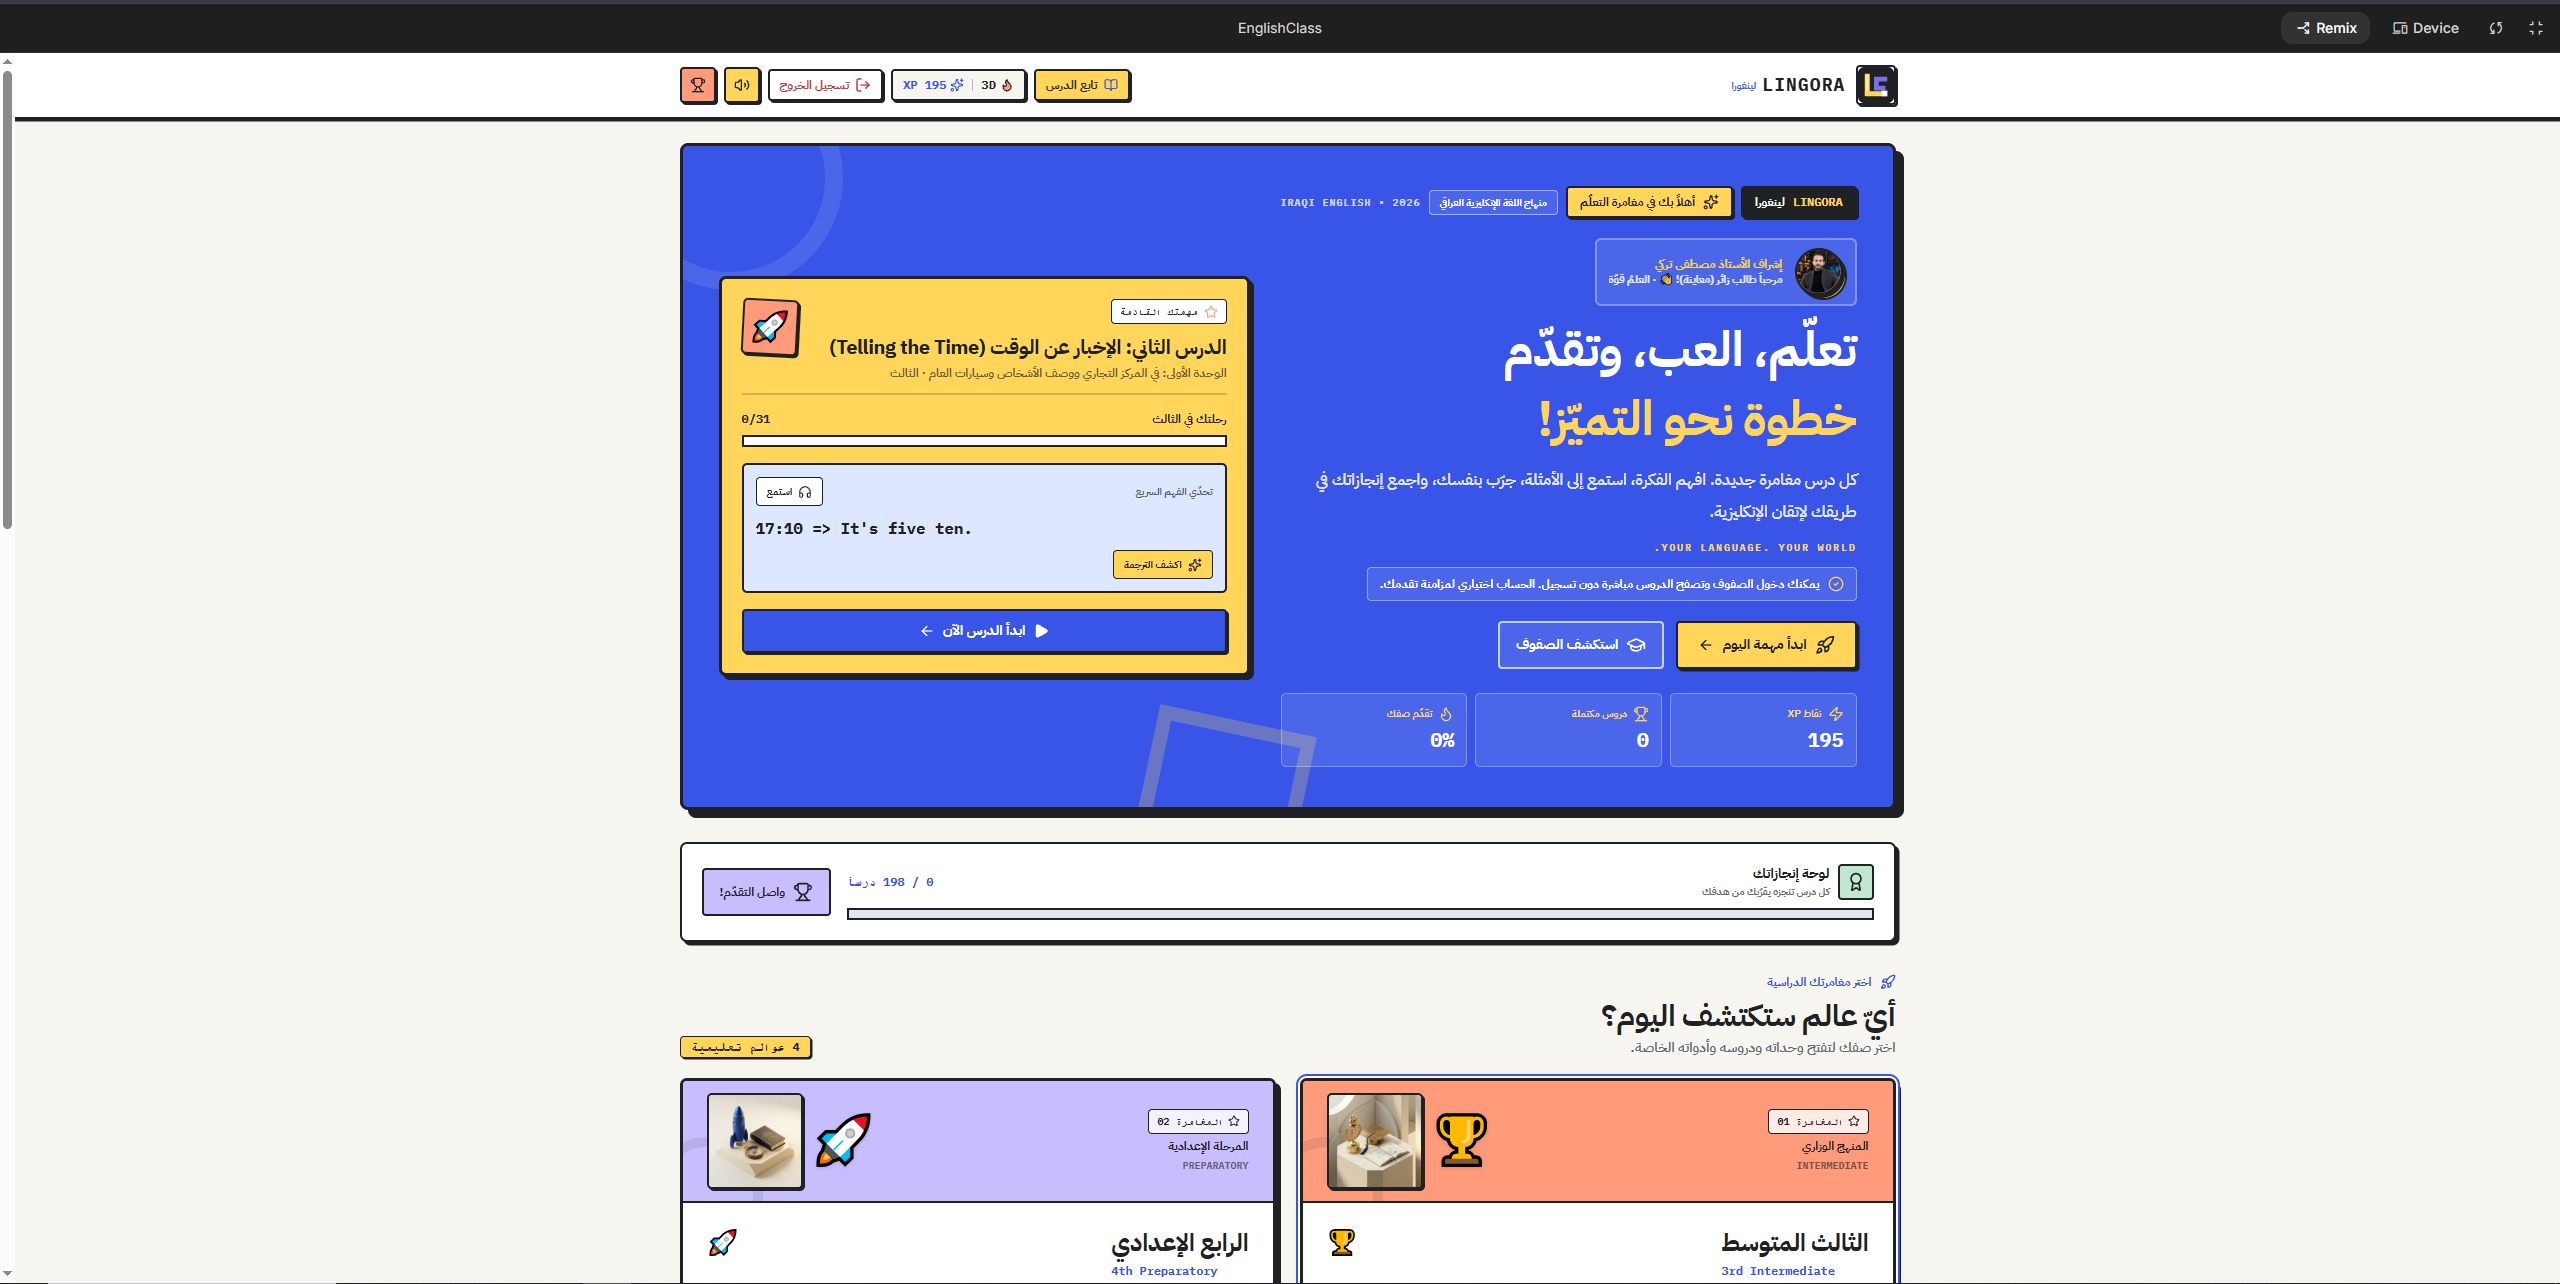 EnglishClass
Remix
Device
LINGORA لينغورا
تابع الدرس
3D
XP 195
تسجيل الخروج
LINGORA لينغورا
أهلاً بك في مغامرة التعلّم
منهاج اللغة الإنكليزية العراقي
IRAQI ENGLISH • 2026
إشراف الأستاذ مصطفى تركي
مرحباً طالب زائر (معاينة)! 👋 - العلم قوّة
تعلّم، العب، وتقدّم
خطوة نحو التميّز!
كل درس مغامرة جديدة. افهم الفكرة، استمع إلى الأمثلة، جرّب بنفسك، واجمع إنجازاتك في
طريقك لإتقان الإنكليزية.
.YOUR LANGUAGE. YOUR WORLD
يمكنك دخول الصفوف وتصفح الدروس مباشرة دون تسجيل. الحساب اختياري لمزامنة تقدمك.
ابدأ مهمة اليوم
استكشف الصفوف
نقاط XP
195
دروس مكتملة
0
تقدّم صفك
0%
مهمتك القادمة
الدرس الثاني: الإخبار عن الوقت (Telling the Time)
الوحدة الأولى: في المركز التجاري ووصف الأشخاص وسيارات العام · الثالث
رحلتك في الثالث
0/31
تحدّي الفهم السريع
استمع
17:10 => It's five ten.
اكشف الترجمة
ابدأ الدرس الآن
لوحة إنجازاتك
كل درس تنجزه يقرّبك من هدفك
0 / 198 درساً
واصل التقدّم!
اختر مغامرتك الدراسية
أيّ عالم ستكتشف اليوم؟
اختر صفك لتفتح وحداته ودروسه وأدواته الخاصة.
4 عوالم تعليمية
المغامرة 01
المنهج الوزاري
INTERMEDIATE
الثالث المتوسط
3rd Intermediate
المغامرة 02
المرحلة الإعدادية
PREPARATORY
الرابع الإعدادي
4th Preparatory